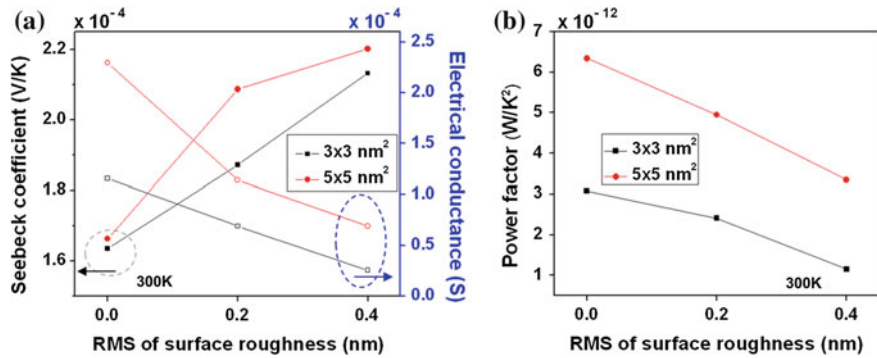 (a)
x 10⁻⁴
x 10⁻⁴
Seebeck coefficient (V/K)
2.2
2.0
1.8
1.6
3x3 nm²
5x5 nm²
300K
2.5
2.0
1.5
1.0
0.5
0.0
Electrical conductance (S)
0.0 0.2 0.4
RMS of surface roughness (nm)
(b)
x 10⁻¹²
Power factor (W/K²)
7
6
5
4
3
2
1
3x3 nm²
5x5 nm²
300K
0.0 0.2 0.4
RMS of surface roughness (nm)